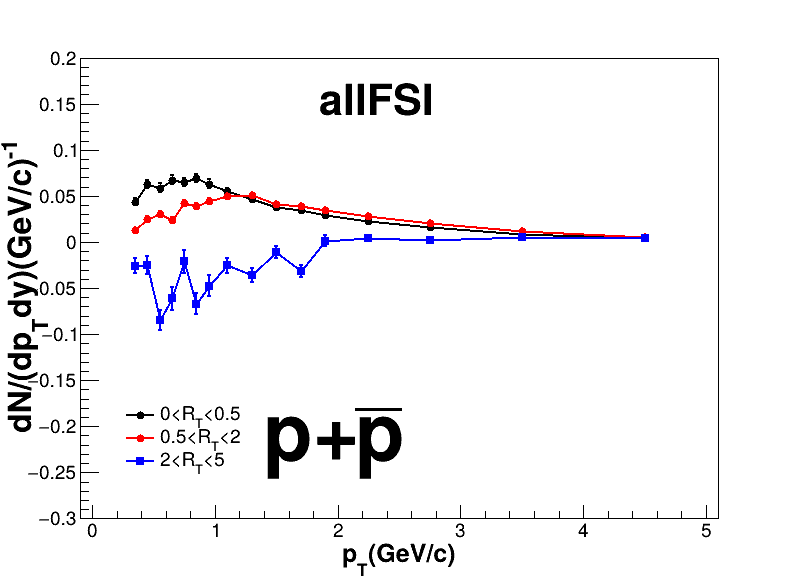 allFSI
dN/(dp_T dy)(GeV/c)^-1
0.2
0.15
0.1
0.05
0
−0.05
−0.1
−0.15
−0.2
−0.25
−0.3
0<R_T<0.5
0.5<R_T<2
2<R_T<5
p+p̅
0 1 2 3 4 5
p_T(GeV/c)